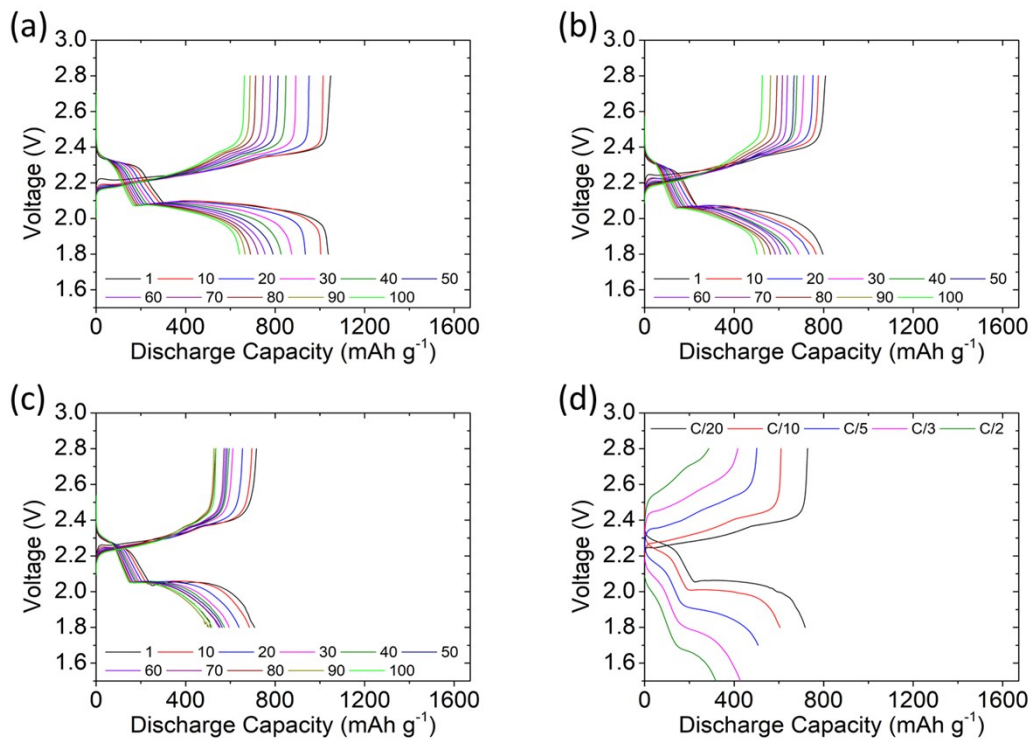 (a)
3.0
2.8
2.6
2.4
2.2
2.0
1.8
1.6
Voltage (V)
1 10 20 30 40 50
60 70 80 90 100
0 400 800 1200 1600
Discharge Capacity (mAh g⁻¹)
(b)
3.0
2.8
2.6
2.4
2.2
2.0
1.8
1.6
Voltage (V)
1 10 20 30 40 50
60 70 80 90 100
0 400 800 1200 1600
Discharge Capacity (mAh g⁻¹)
(c)
3.0
2.8
2.6
2.4
2.2
2.0
1.8
1.6
Voltage (V)
1 10 20 30 40 50
60 70 80 90 100
0 400 800 1200 1600
Discharge Capacity (mAh g⁻¹)
(d)
C/20 C/10 C/5 C/3 C/2
3.0
2.8
2.6
2.4
2.2
2.0
1.8
1.6
Voltage (V)
0 400 800 1200 1600
Discharge Capacity (mAh g⁻¹)